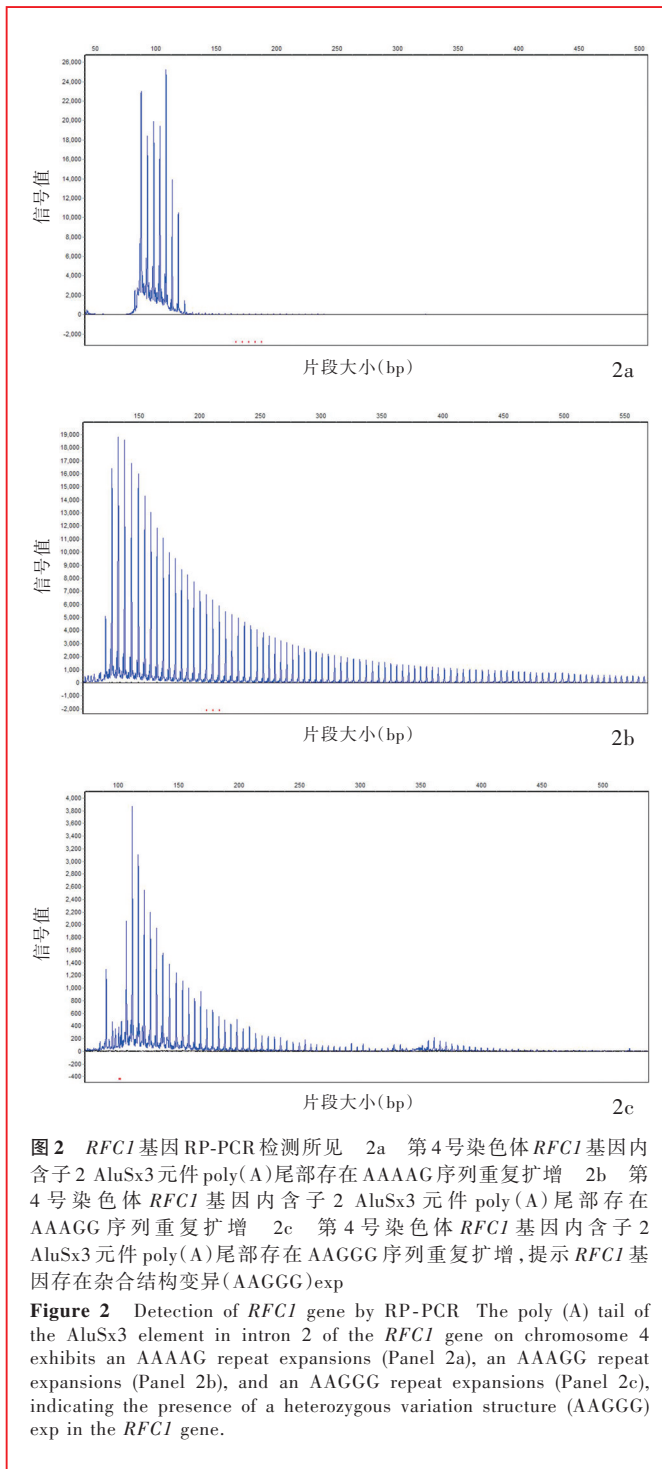 50 100 150 200 250 300 350 400 450 500
26,000
24,000
22,000
20,000
18,000
16,000
14,000
12,000
10,000
8,000
6,000
4,000
2,000
0
-2,000
信号值
片段大小(bp)
2a
150 200 250 300 350 400 450 500 550
19,000
18,000
17,000
16,000
15,000
14,000
13,000
12,000
11,000
10,000
9,000
8,000
7,000
6,000
5,000
4,000
3,000
2,000
1,000
0
-1,000
-2,000
信号值
片段大小(bp)
2b
100 150 200 250 300 350 400 450 500
4,000
3,800
3,600
3,400
3,200
3,000
2,800
2,600
2,400
2,200
2,000
1,800
1,600
1,400
1,200
1,000
800
600
400
200
0
-200
-400
信号值
片段大小(bp)
2c
图2 RFC1基因RP-PCR检测所见 2a 第4号染色体RFC1基因内
含子2 AluSx3元件poly(A)尾部存在AAAAG序列重复扩增 2b 第
4号染色体RFC1基因内含子2 AluSx3元件poly(A)尾部存在
AAAGG序列重复扩增 2c 第4号染色体RFC1基因内含子2
AluSx3元件poly(A)尾部存在AAGGG序列重复扩增,提示RFC1基
因存在杂合结构变异(AAGGG)exp
Figure 2 Detection of RFC1 gene by RP-PCR The poly (A) tail of
the AluSx3 element in intron 2 of the RFC1 gene on chromosome 4
exhibits an AAAAG repeat expansions (Panel 2a), an AAAGG repeat
expansions (Panel 2b), and an AAGGG repeat expansions (Panel 2c),
indicating the presence of a heterozygous variation structure (AAGGG)
exp in the RFC1 gene.